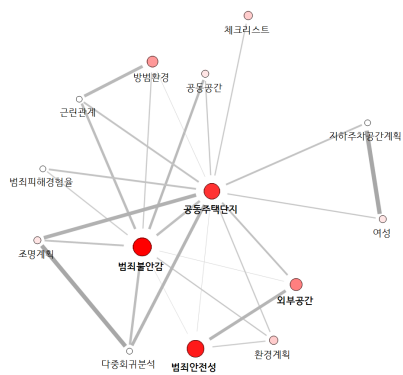 체크리스트
방범환경
공동공간
근린관계
지하주차공간계획
범죄피해경험율
공동주택단지
여성
조명계획
범죄불안감
외부공간
다중회귀분석
범죄안전성
환경계획